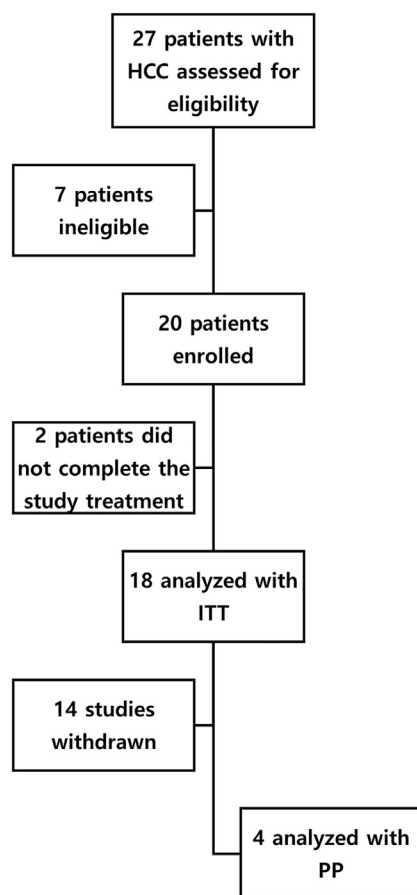 27 patients with
HCC assessed for
eligibility
7 patients
ineligible
20 patients
enrolled
2 patients did
not complete the
study treatment
18 analyzed with
ITT
14 studies
withdrawn
4 analyzed with
PP